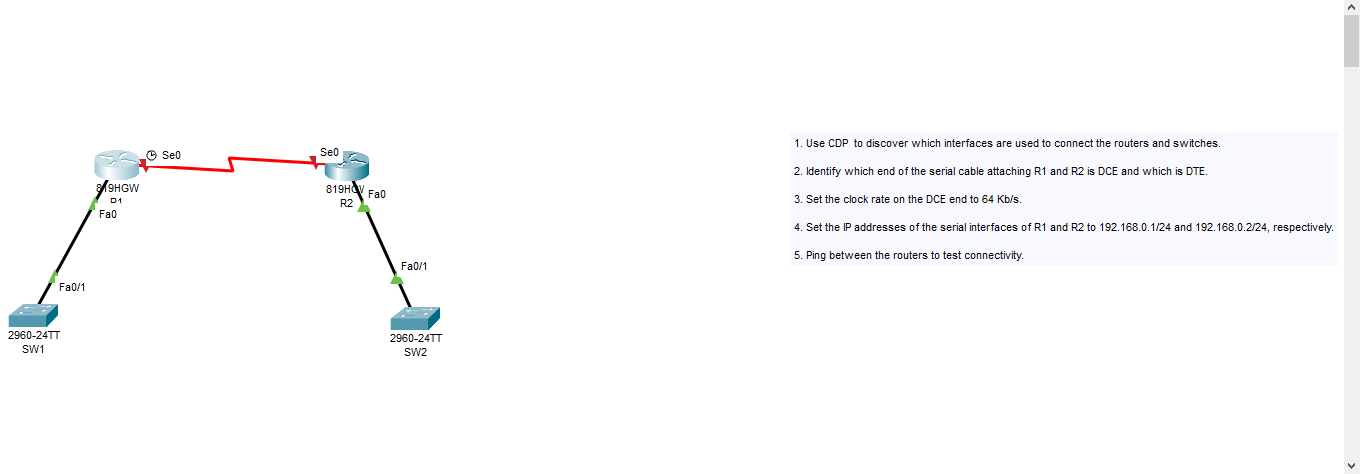 Se0
819HGW
R1
Fa0
Fa0/1
2960-24TT
SW1
Se0
819HGW
R2
Fa0
Fa0/1
2960-24TT
SW2
1. Use CDP to discover which interfaces are used to connect the routers and switches.
2. Identify which end of the serial cable attaching R1 and R2 is DCE and which is DTE.
3. Set the clock rate on the DCE end to 64 Kb/s.
4. Set the IP addresses of the serial interfaces of R1 and R2 to 192.168.0.1/24 and 192.168.0.2/24, respectively.
5. Ping between the routers to test connectivity.